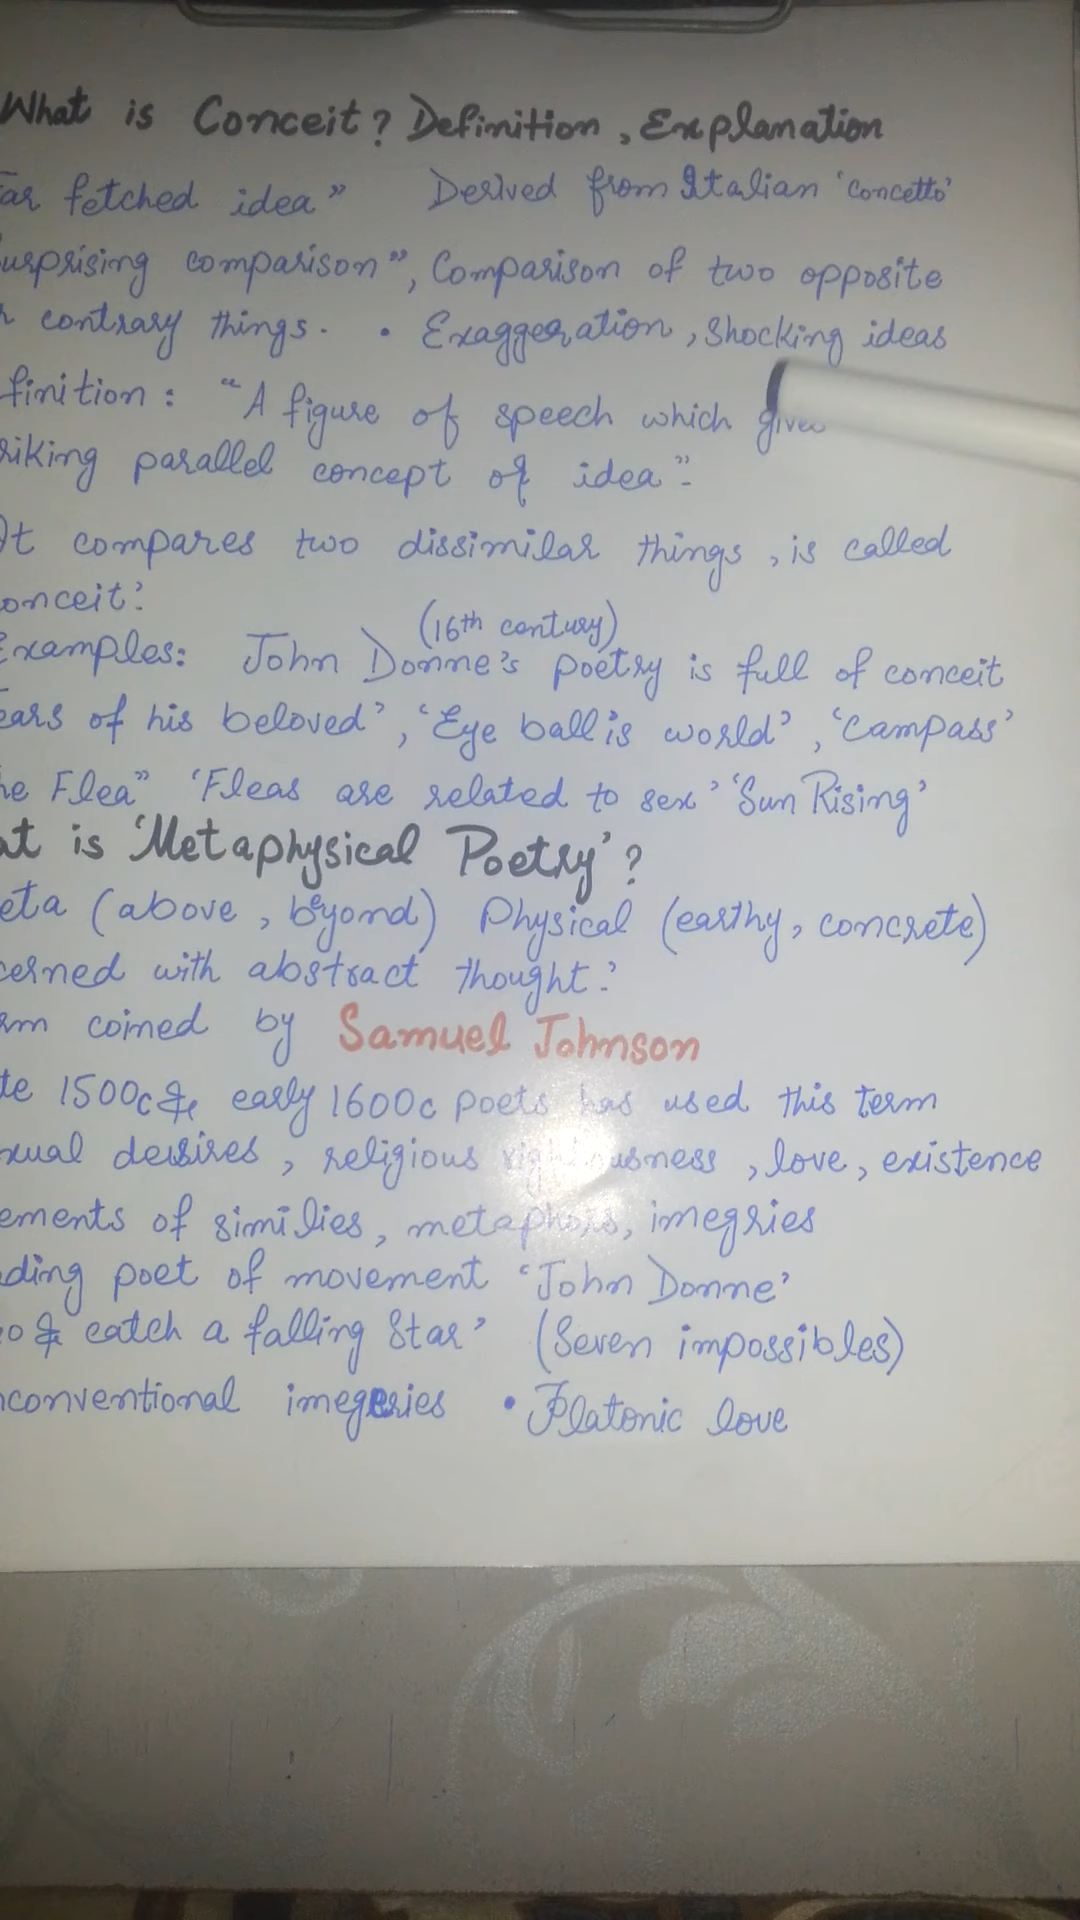 What is Conceit? Definition, Explanation
ar fetched idea" Derived from Italian 'concetto'
urprising comparison", Comparison of two opposite
r contrary things. • Exaggeration, Shocking ideas
finition: "A figure of speech which gives
riking parallel concept of idea".
It compares two dissimilar things, is called
onceit'.
(16th century)
Examples: John Donne's poetry is full of conceit
ears of his beloved', 'Eye ball is world', 'Campass'
he Flea" 'Fleas are related to sex' 'Sun Rising'
at is 'Metaphysical Poetry'?
eta (above, beyond) Physical (earthy, concrete)
cerned with abstract thought.'
rm coined by Samuel Johnson
te 1500c & early 1600c poets has used this term
xual desires, religious righteousness, love, existence
ements of similies, metaphors, imegries
ding poet of movement 'John Donne'
o & catch a falling Star' (Seven impossibles)
nconventional imegeries • Platonic love